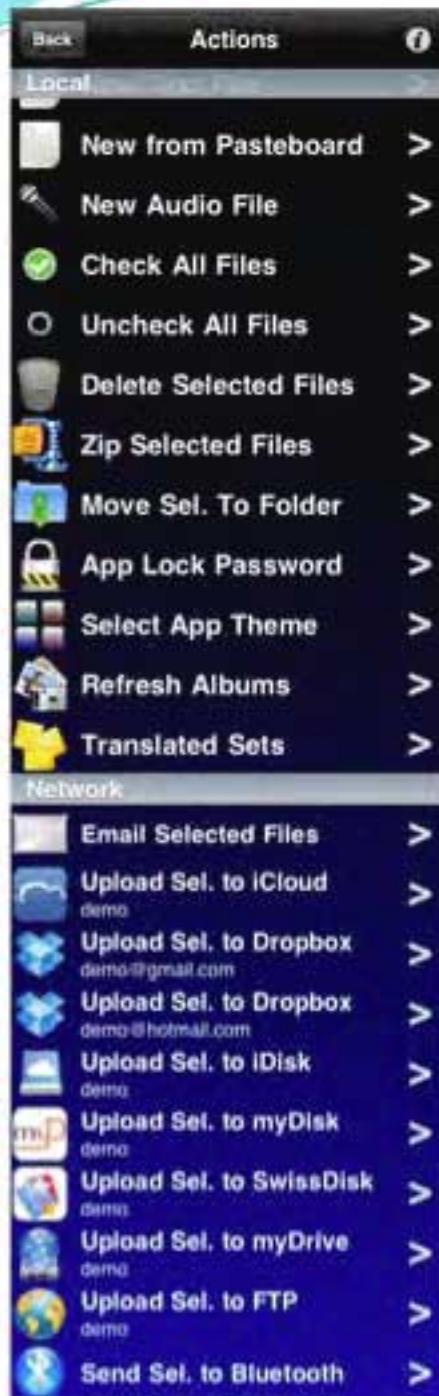 Back
Actions
Local
New from Pasteboard >
New Audio File >
Check All Files >
Uncheck All Files >
Delete Selected Files >
Zip Selected Files >
Move Sel. To Folder >
App Lock Password >
Select App Theme >
Refresh Albums >
Translated Sets >
Network
Email Selected Files >
Upload Sel. to iCloud >
demo
Upload Sel. to Dropbox >
demo@gmail.com
Upload Sel. to Dropbox >
demo@hotmail.com
Upload Sel. to iDisk >
demo
Upload Sel. to myDisk >
demo
Upload Sel. to SwissDisk >
demo
Upload Sel. to myDrive >
demo
Upload Sel. to FTP >
demo
Send Sel. to Bluetooth >